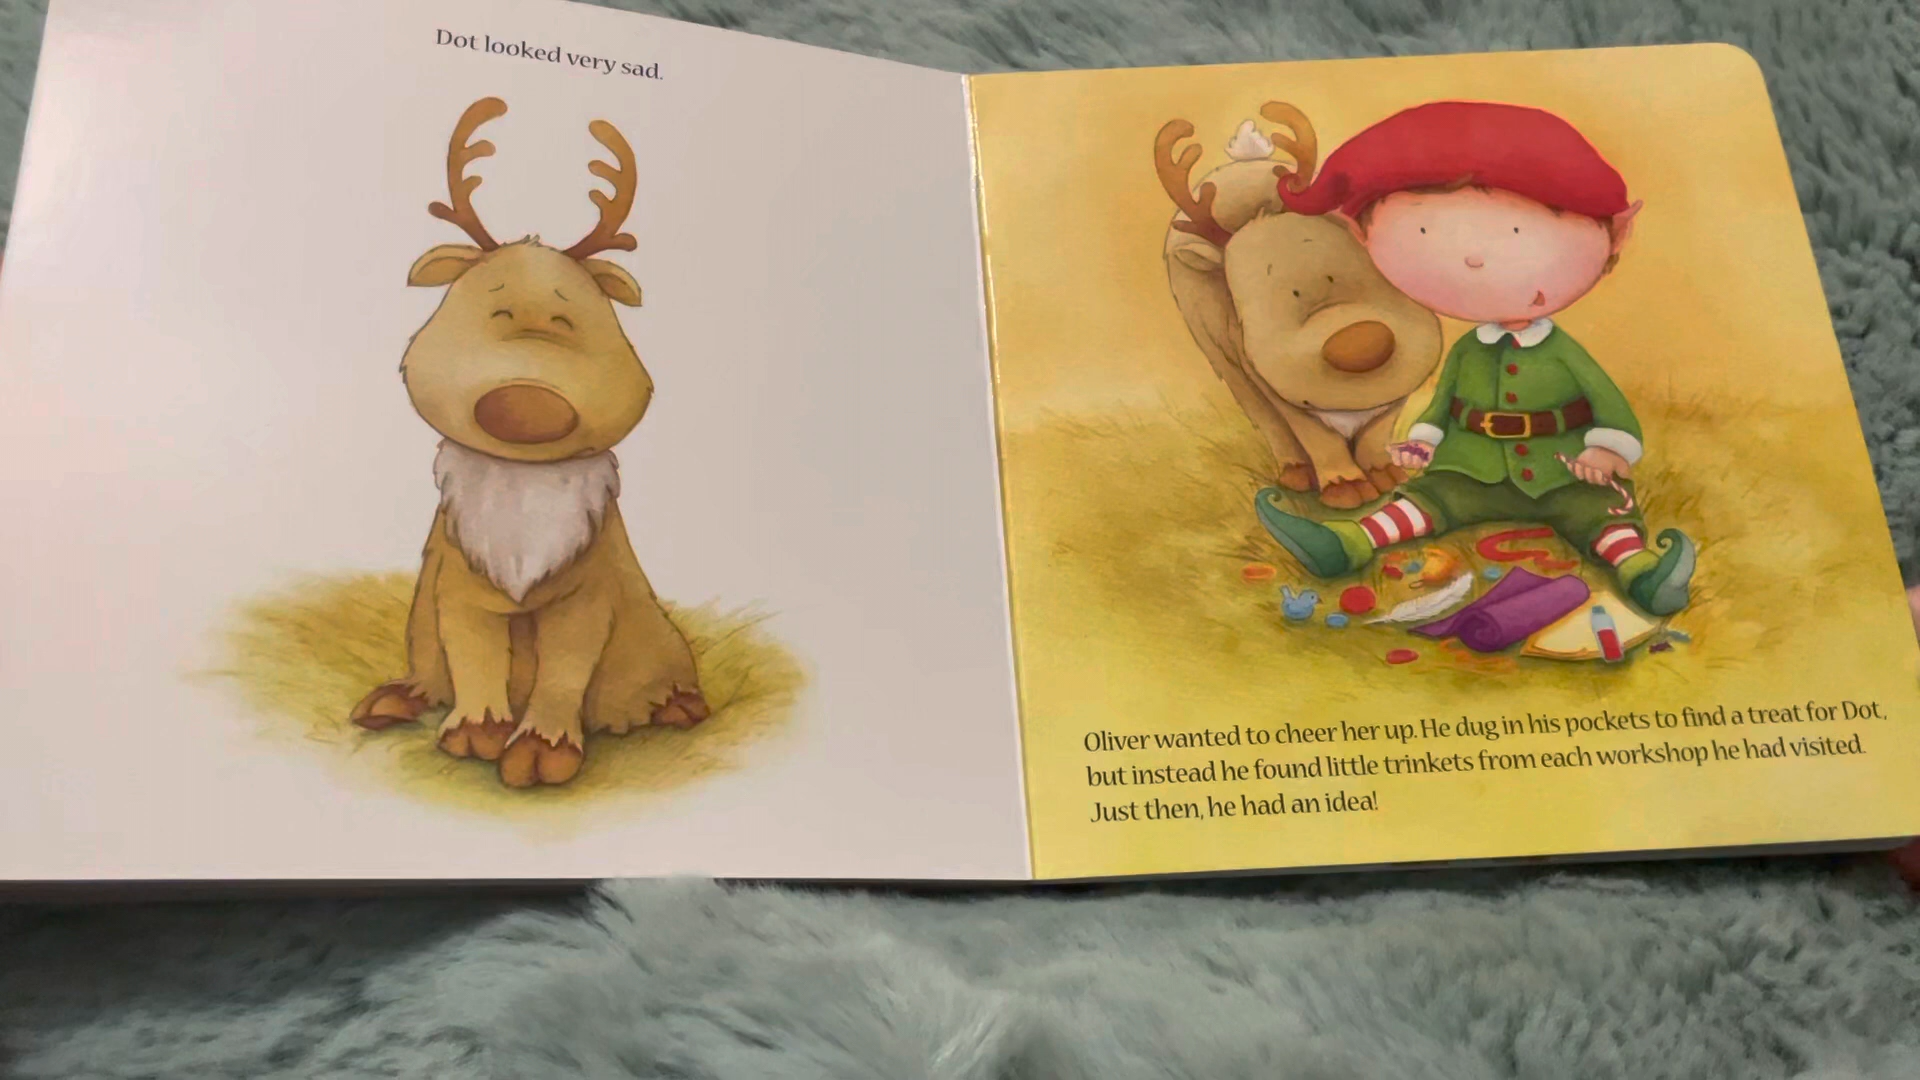 Dot looked very sad.
Oliver wanted to cheer her up. He dug in his pockets to find a treat for Dot,
but instead he found little trinkets from each workshop he had visited.
Just then, he had an idea!